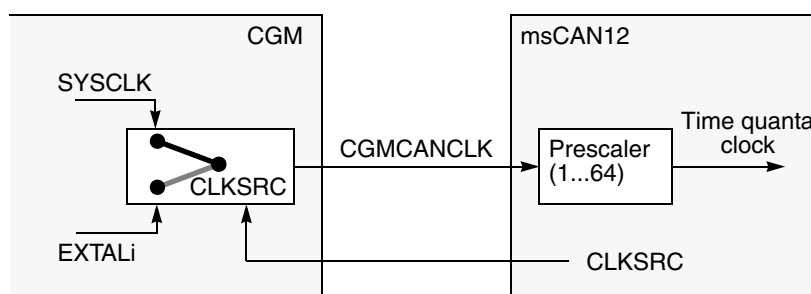 CGM
msCAN12
SYSCLK
CGMCANCLK
Prescaler
(1...64)
Time quanta
clock
CLKSRC
EXTALi
CLKSRC